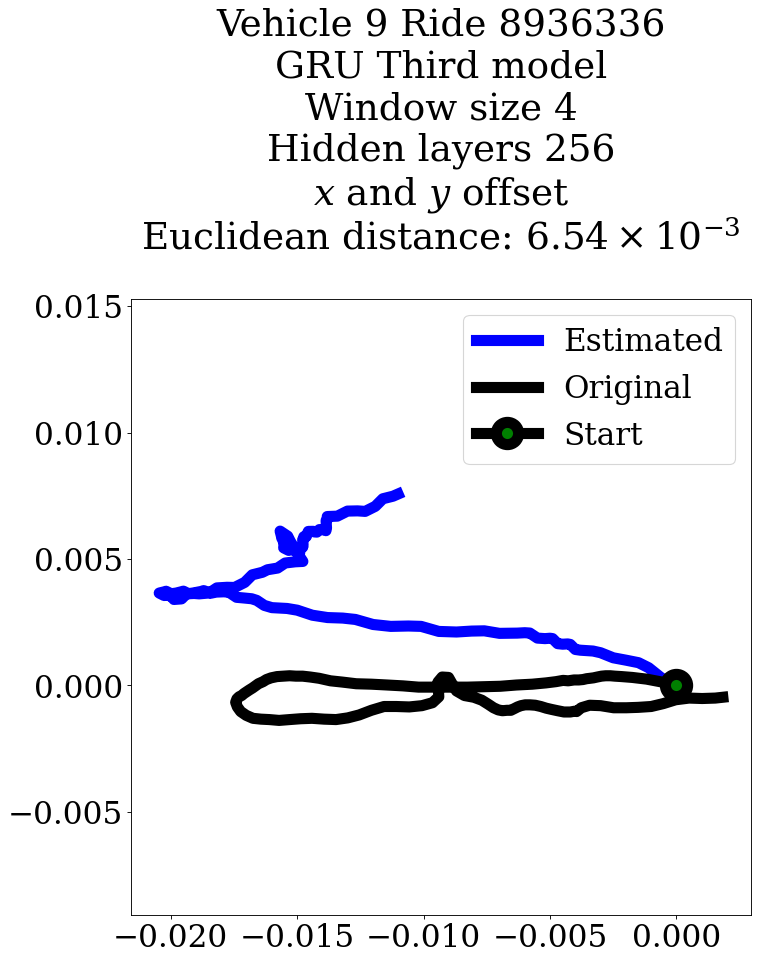 Vehicle 9 Ride 8936336
GRU Third model
Window size 4
Hidden layers 256
x and y offset
Euclidean distance: 6.54 × 10⁻³
0.015
0.010
0.005
0.000
−0.005
Estimated
Original
Start
−0.020 −0.015 −0.010 −0.005 0.000